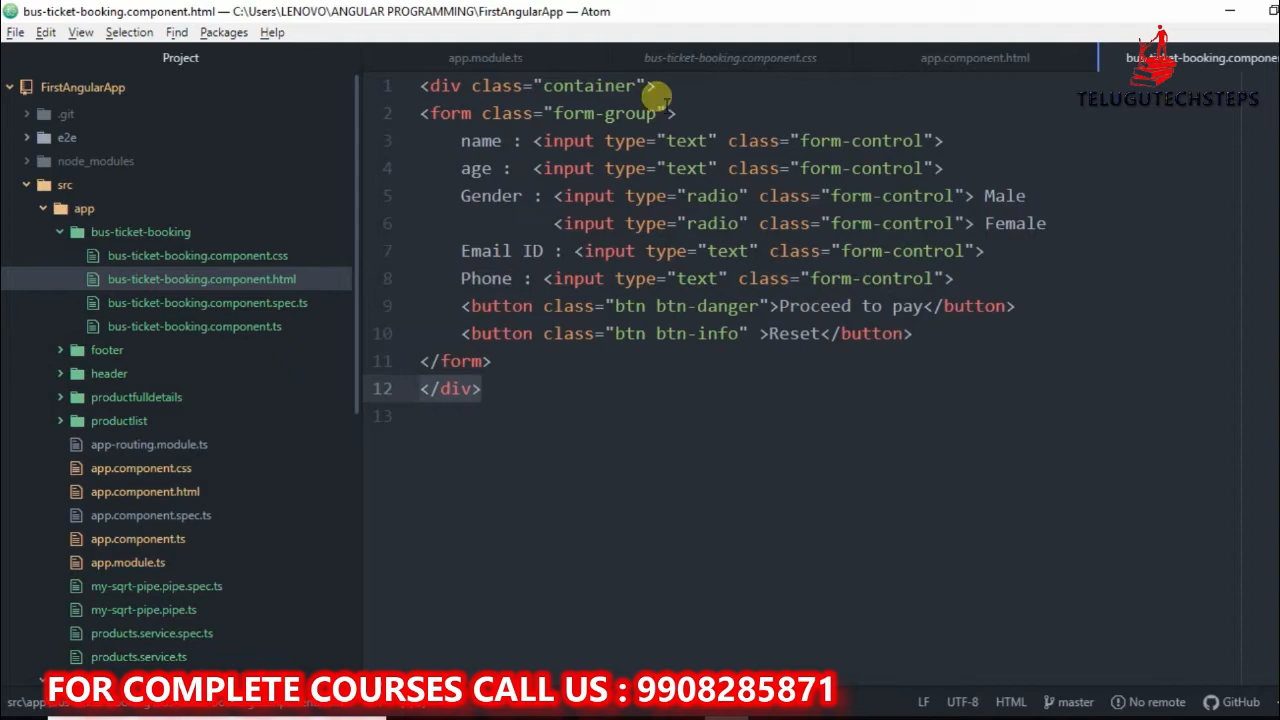 bus-ticket-booking.component.html — C:\Users\LENOVO\ANGULAR PROGRAMMING\FirstAngularApp — Atom
File Edit View Selection Find Packages Help
Project
app.module.ts
bus-ticket-booking.component.css
app.component.html
bus-ticket-booking.compone
TELUGUTECHSTEPS
FirstAngularApp
.git
e2e
node_modules
src
app
bus-ticket-booking
bus-ticket-booking.component.css
bus-ticket-booking.component.html
bus-ticket-booking.component.spec.ts
bus-ticket-booking.component.ts
footer
header
productfulldetails
productlist
app-routing.module.ts
app.component.css
app.component.html
app.component.spec.ts
app.component.ts
app.module.ts
my-sqrt-pipe.pipe.spec.ts
my-sqrt-pipe.pipe.ts
products.service.spec.ts
products.service.ts
1 <div class="container">
2 <form class="form-group">
3 name : <input type="text" class="form-control">
4 age : <input type="text" class="form-control">
5 Gender : <input type="radio" class="form-control"> Male
6 <input type="radio" class="form-control"> Female
7 Email ID : <input type="text" class="form-control">
8 Phone : <input type="text" class="form-control">
9 <button class="btn btn-danger">Proceed to pay</button>
10 <button class="btn btn-info" >Reset</button>
11 </form>
12 </div>
13
FOR COMPLETE COURSES CALL US : 9908285871
LF UTF-8 HTML master No remote GitHub